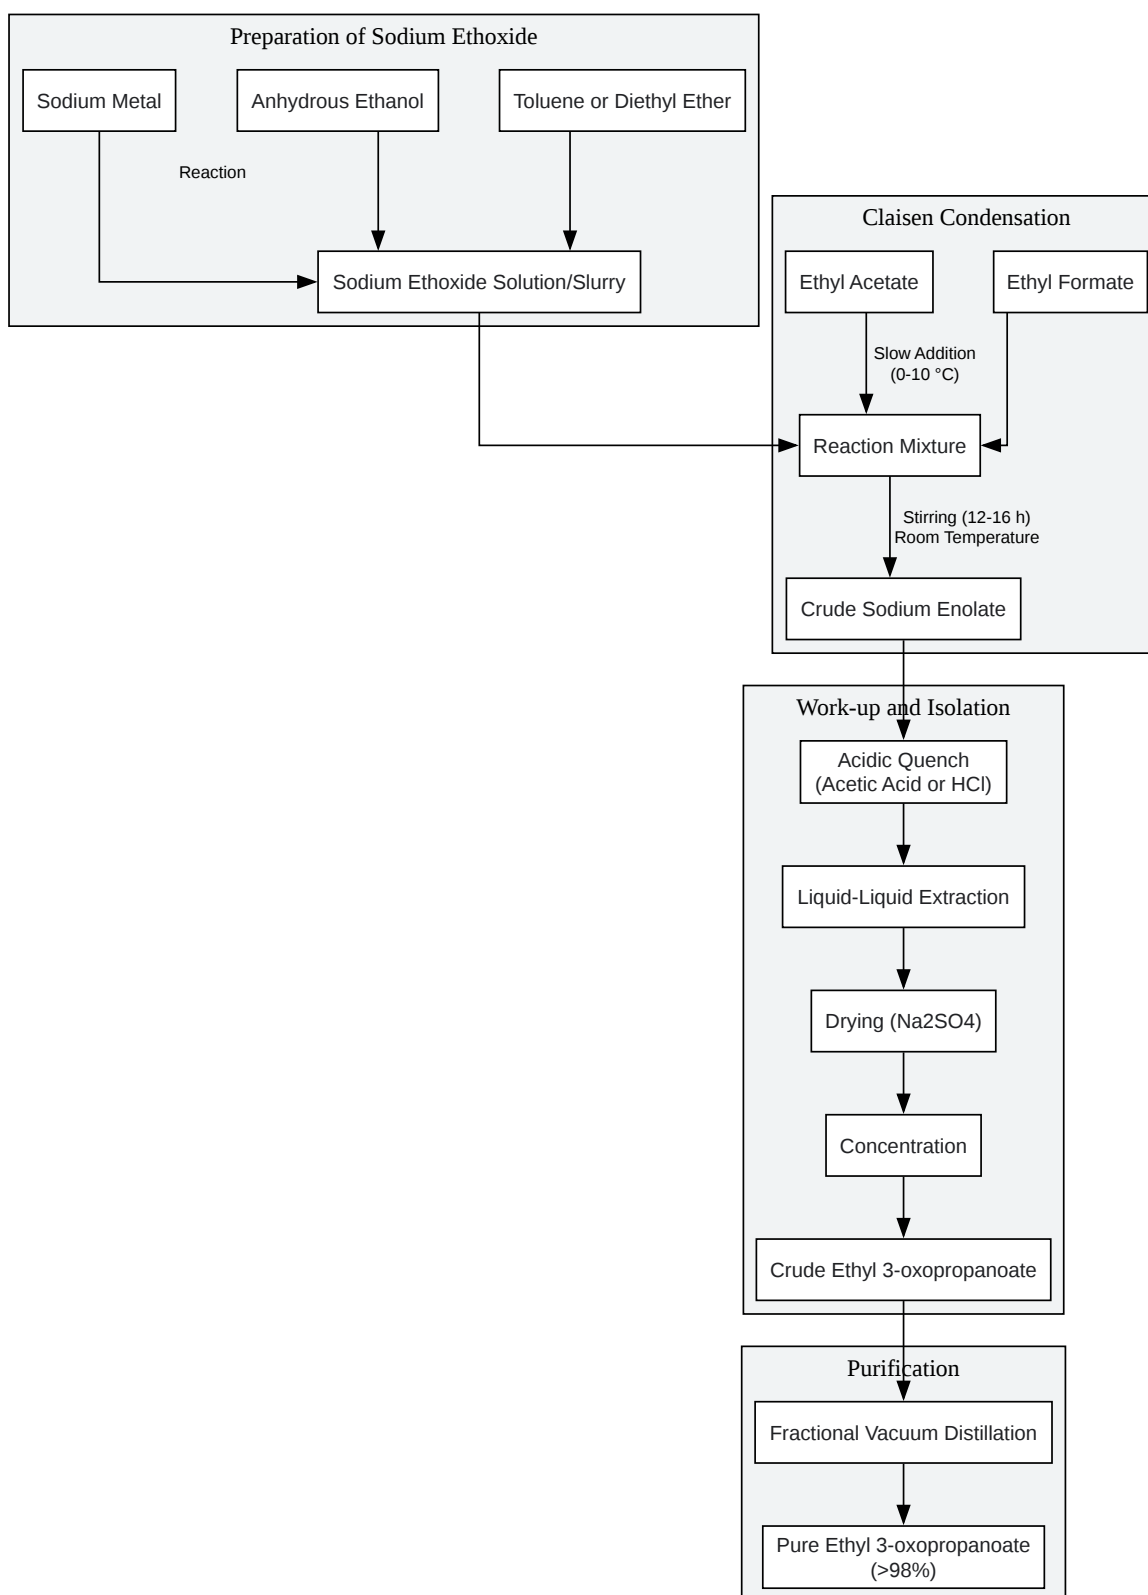 Preparation of Sodium Ethoxide
Sodium Metal
Anhydrous Ethanol
Toluene or Diethyl Ether
Reaction
Sodium Ethoxide Solution/Slurry
Claisen Condensation
Ethyl Acetate
Ethyl Formate
Slow Addition
(0-10 °C)
Reaction Mixture
Stirring (12-16 h)
Room Temperature
Crude Sodium Enolate
Work-up and Isolation
Acidic Quench
(Acetic Acid or HCl)
Liquid-Liquid Extraction
Drying (Na2SO4)
Concentration
Crude Ethyl 3-oxopropanoate
Purification
Fractional Vacuum Distillation
Pure Ethyl 3-oxopropanoate
(>98%)